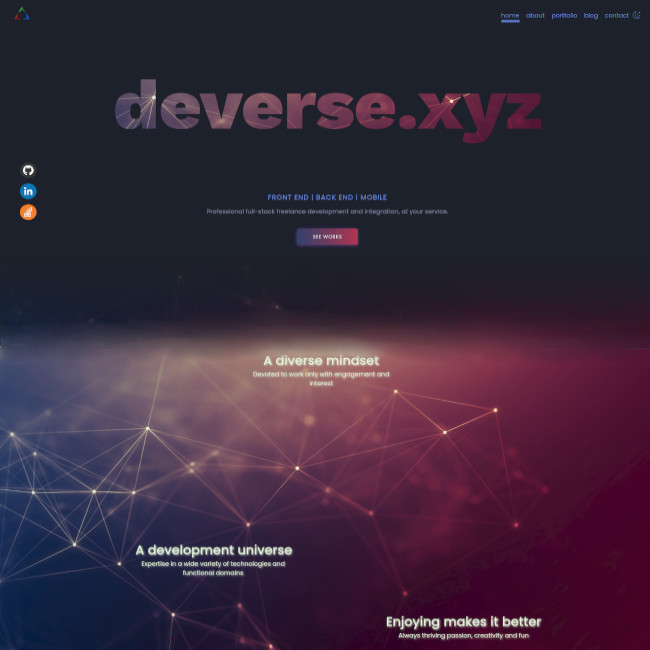 home about portfolio blog contact
deverse.xyz
in
FRONT END | BACK END | MOBILE
Professional full-stack freelance development and integration, at your service.
SEE WORKS
A diverse mindset
Devoted to work only with engagement and
interest
A development universe
Expertise in a wide variety of technologies and
functional domains
Enjoying makes it better
Always thriving passion, creativity and fun